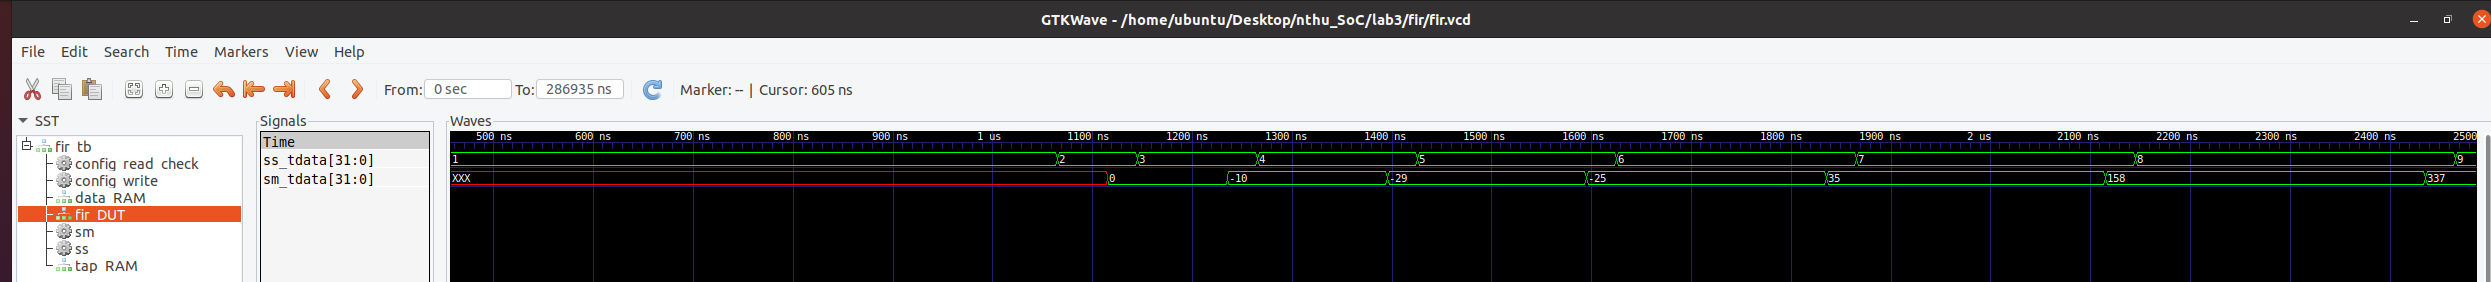 GTKWave - /home/ubuntu/Desktop/nthu_SoC/lab3/fir/fir.vcd
File Edit Search Time Markers View Help
From: 0 sec To: 286935 ns Marker: -- | Cursor: 605 ns
SST
fir_tb
config_read_check
config_write
data_RAM
fir_DUT
sm
ss
tap_RAM
Signals
Time
ss_tdata[31:0]
sm_tdata[31:0]
Waves
500 ns 600 ns 700 ns 800 ns 900 ns 1 us 1100 ns 1200 ns 1300 ns 1400 ns 1500 ns 1600 ns 1700 ns 1800 ns 1900 ns 2 us 2100 ns 2200 ns 2300 ns 2400 ns 2500
1 2 3 4 5 6 7 8 9
XXX 0 -10 -29 -25 35 158 337